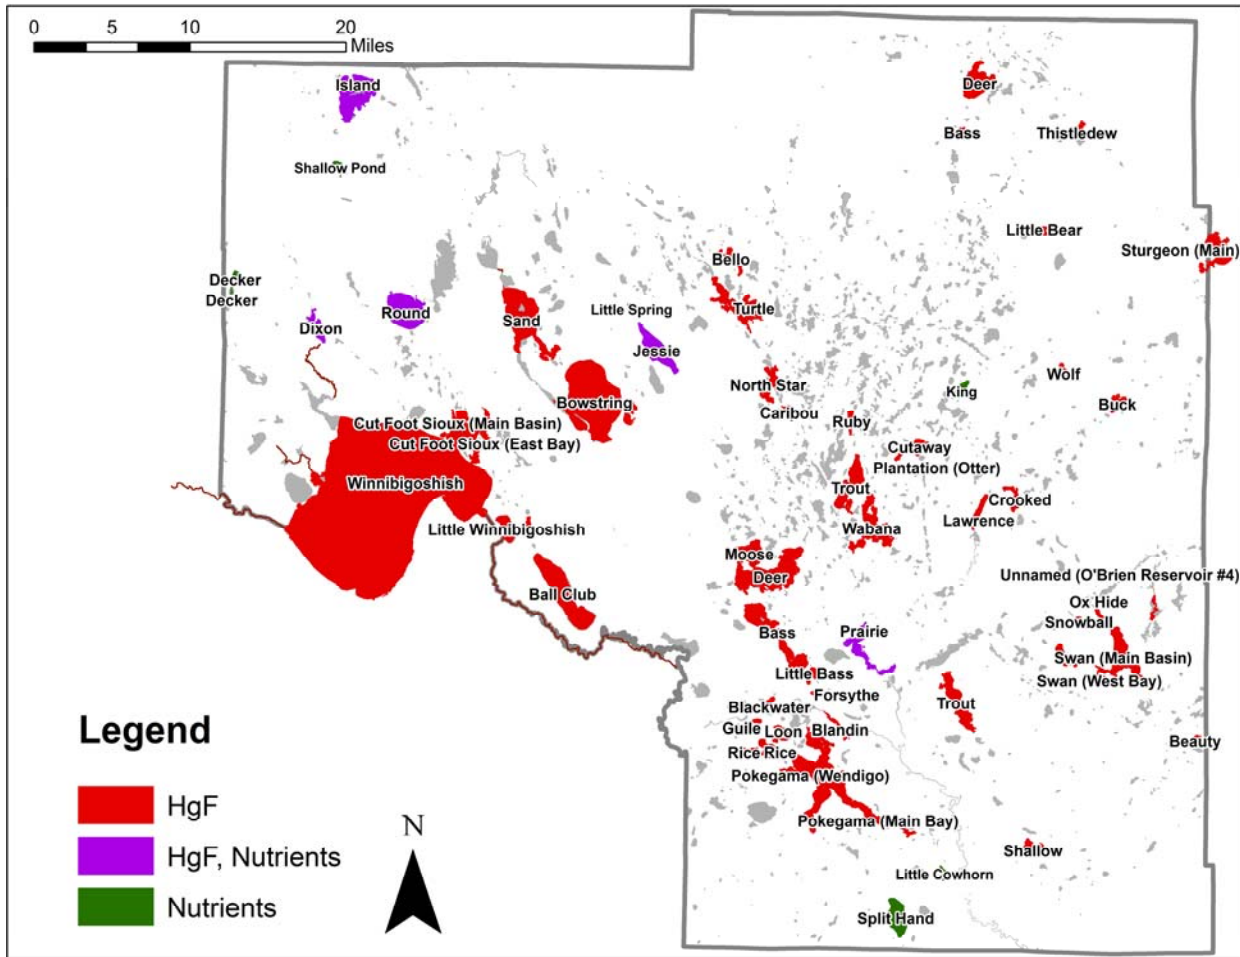 0 5 10 20
Miles
Island
Deer
Bass
Thistledew
Shallow Pond
Little Bear
Sturgeon (Main)
Bello
Decker
Decker
Round
Dixon
Sand
Little Spring
Turtle
Jessie
North Star
Wolf
King
Bowstring
Caribou
Buck
Ruby
Cut Foot Sioux (Main Basin)
Cut Foot Sioux (East Bay)
Cutaway
Plantation (Otter)
Winnibigoshish
Trout
Crooked
Lawrence
Little Winnibigoshish
Wabana
Moose
Deer
Unnamed (O'Brien Reservoir #4)
Ball Club
Ox Hide
Snowball
Bass
Prairie
Swan (Main Basin)
Little Bass
Swan (West Bay)
Forsythe
Trout
Blackwater
Guile
Loon
Blandin
Beauty
Rice Rice
Pokegama (Wendigo)
Pokegama (Main Bay)
Shallow
Little Cowhorn
Split Hand
Legend
HgF
HgF, Nutrients
Nutrients
N